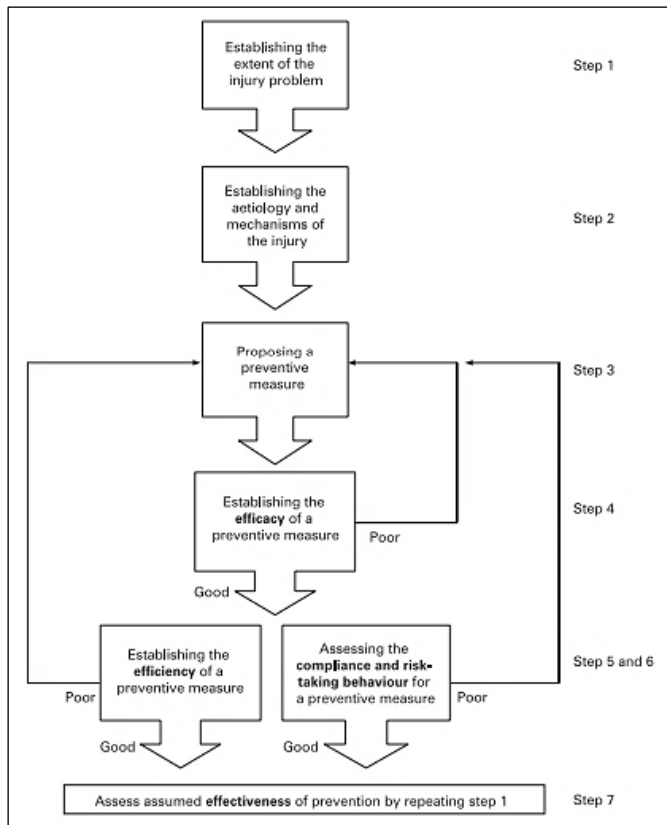 Establishing the
extent of the
injury problem
Step 1
Establishing the
aetiology and
mechanisms of
the injury
Step 2
Proposing a
preventive
measure
Step 3
Establishing the
efficacy of a
preventive measure
Step 4
Poor
Good
Establishing the
efficiency of a
preventive measure
Assessing the
compliance and risk-
taking behaviour for
a preventive measure
Step 5 and 6
Poor
Poor
Good
Good
Assess assumed effectiveness of prevention by repeating step 1
Step 7